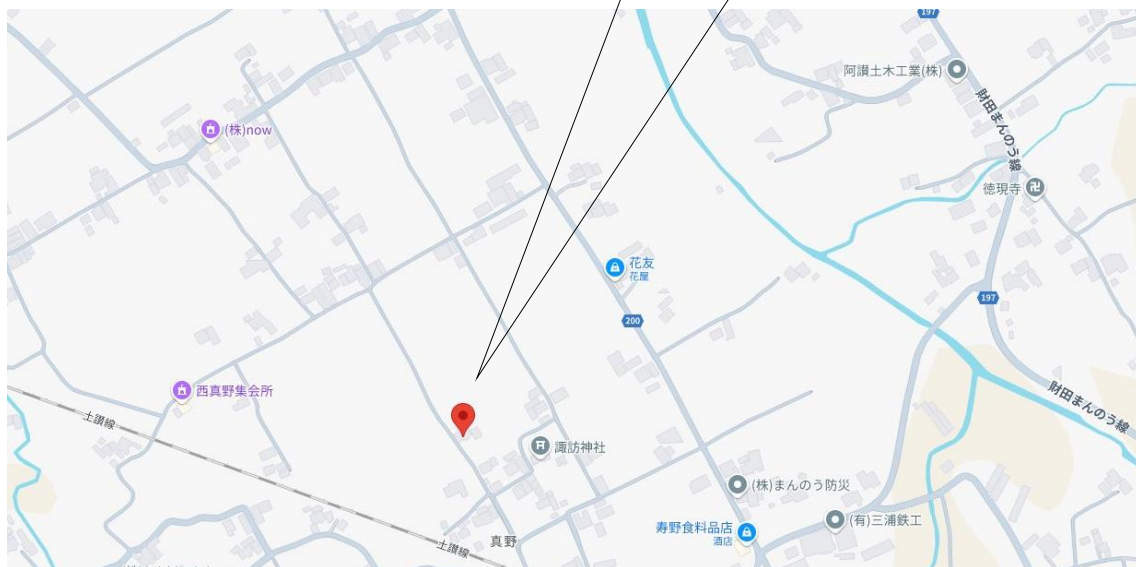 197
阿讃土木工業(株)
財田まんのう線
(株)now
徳現寺
花友
花屋
197
200
西真野集会所
土讃線
財田まんのう線
諏訪神社
(株)まんのう防災
(有)三浦鉄工
寿野食料品店
酒店
真野
土讃線